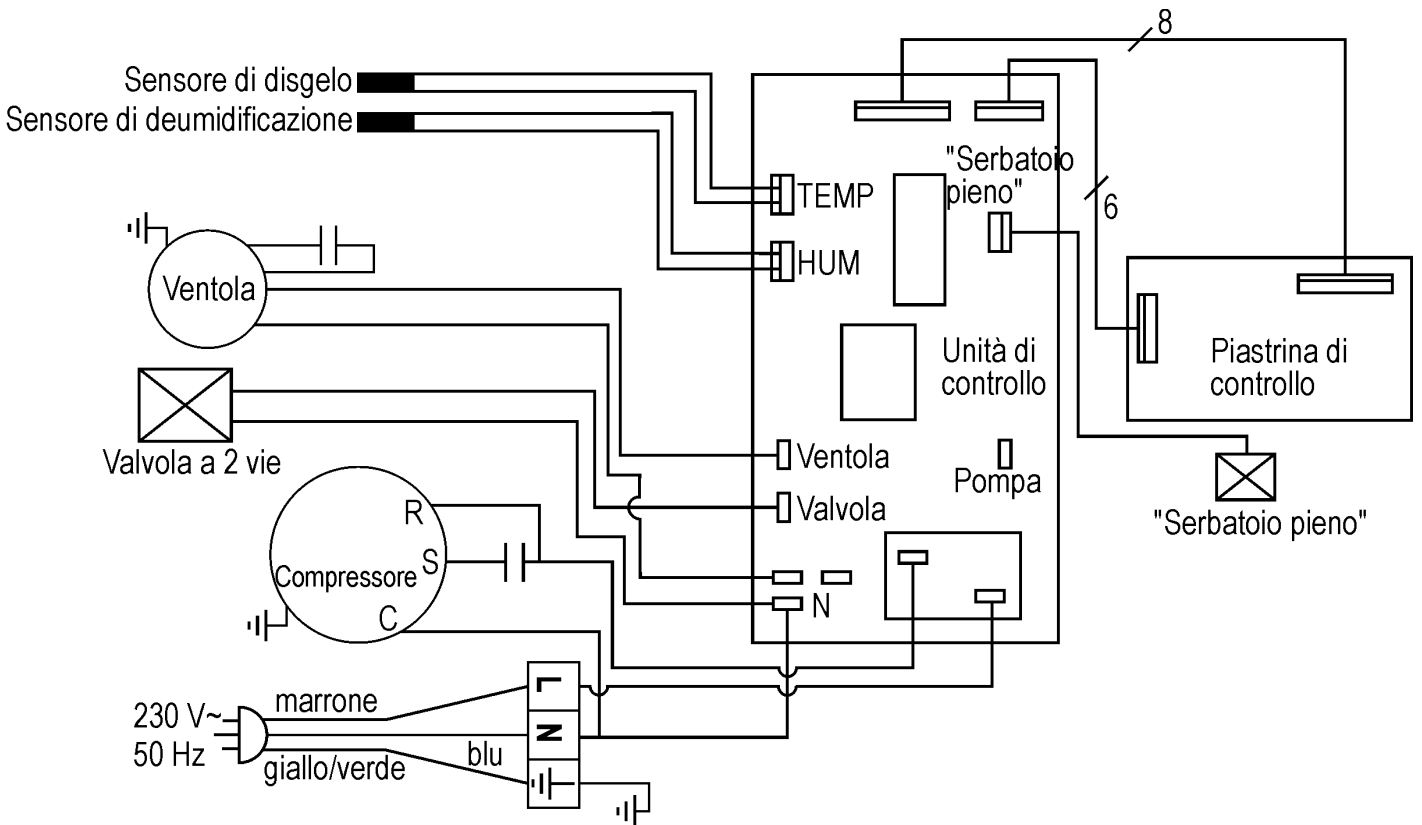 8
Sensore di disgelo
Sensore di deumidificazione
"Serbatoio
pieno"
TEMP
6
HUM
Ventola
Unità di
controllo
Piastrina di
controllo
Valvola a 2 vie
Ventola
Pompa
Valvola
"Serbatoio pieno"
R
S
Compressore
C
N
L
marrone
230 V~
N
50 Hz
blu
giallo/verde